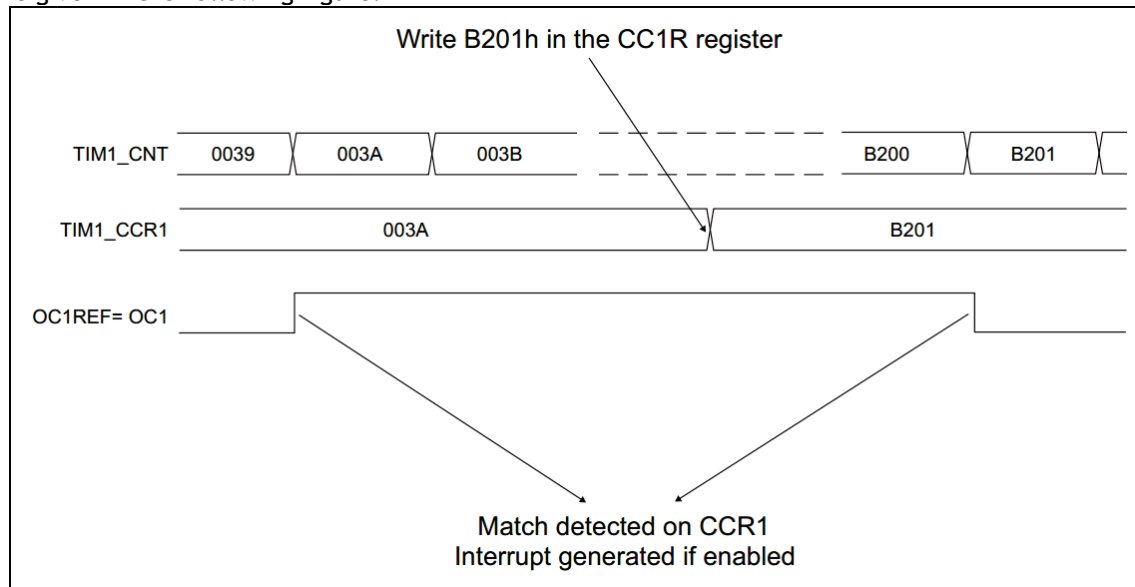 Write B201h in the CC1R register
TIM1_CNT 0039 003A 003B B200 B201
TIM1_CCR1 003A B201
OC1REF= OC1
Match detected on CCR1
Interrupt generated if enabled